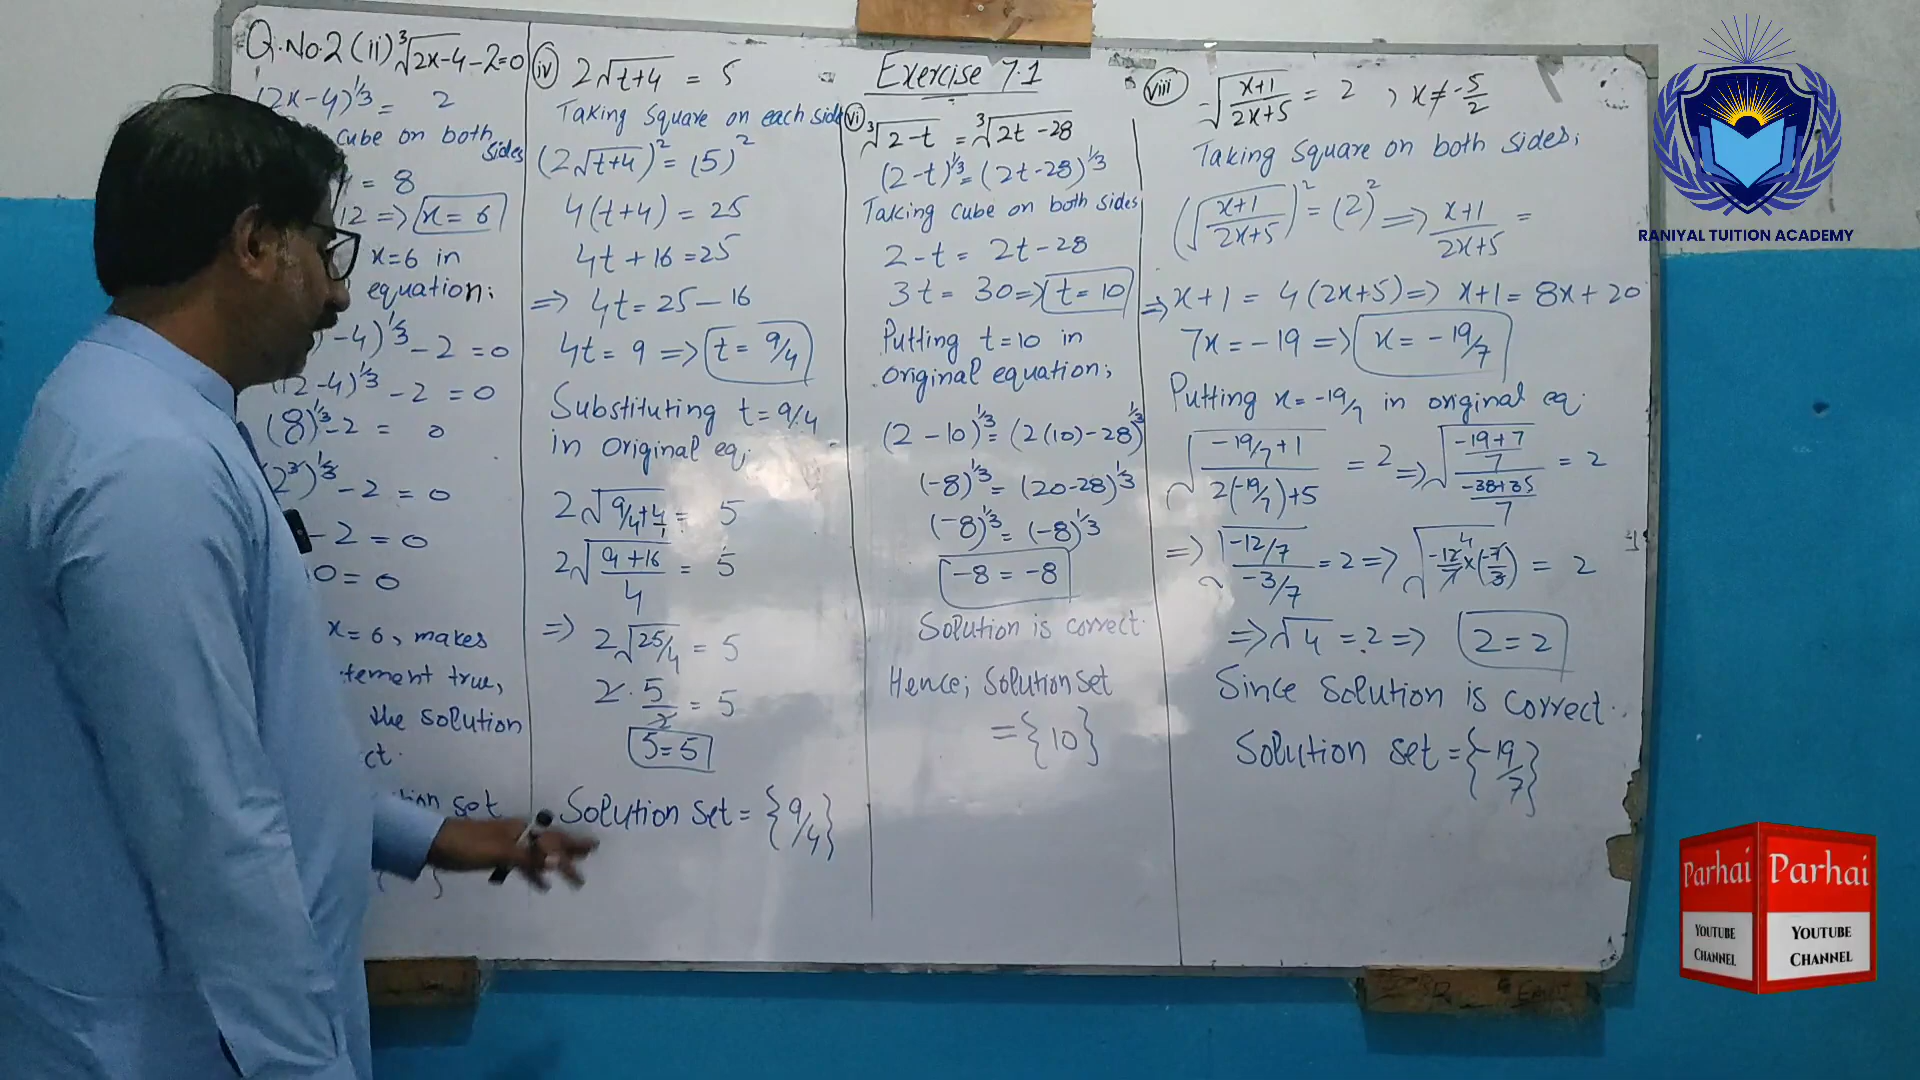 Q.No.2 (ii) ³√2x-4 - 2=0
(2x-4)^1/3 = 2
cube on both sides
= 8
12 => x = 6
x=6 in
equation;
-4)^1/3 - 2 = 0
(12-4)^1/3 - 2 = 0
(8)^1/3 - 2 = 0
(2³)^1/3 - 2 = 0
- 2 = 0
0 = 0
x=6, makes
tement true,
the solution
ct.
set
(iv) 2√t+4 = 5
Taking square on each side
(2√t+4)² = (5)²
4(t+4) = 25
4t+16=25
=> 4t=25-16
4t= 9 => t= 9/4
Substituting t=9/4
in original eq;
2√9/4+4/1 = 5
2√9+16/4 = 5
=> 2√25/4 = 5
2·5/2 = 5
5=5
Solution Set = {9/4}
Exercise 7.1
(vi) ³√2-t = ³√2t-28
(2-t)^1/3 = (2t-28)^1/3
Taking cube on both sides
2-t = 2t-28
3t= 30 => t=10
Putting t=10 in
original equation;
(2-10)^1/3 = (2(10)-28)^1/3
(-8)^1/3 = (20-28)^1/3
(-8)^1/3 = (-8)^1/3
-8 = -8
Solution is correct.
Hence; Solution Set
= {10}
(viii) √x+1/2x+5 = 2 , x≠-5/2
Taking square on both sides;
(√x+1/2x+5)² = (2)² => x+1/2x+5 =
=> x+1 = 4(2x+5) => x+1= 8x+20
7x = -19 => x = -19/7
Putting x=-19/7 in original eq.
√-19/7+1/2(-19/7)+5 = 2 => √-19+7/7/-38+35/7 = 2
=> √-12/7/-3/7 = 2 => √-12/7×(-7/3) = 2
4
=> √4 = 2 => 2=2
Since Solution is correct.
Solution set = {-19/7}
RANIYAL TUITION ACADEMY
Parhai
YOUTUBE
CHANNEL
Parhai
YOUTUBE
CHANNEL